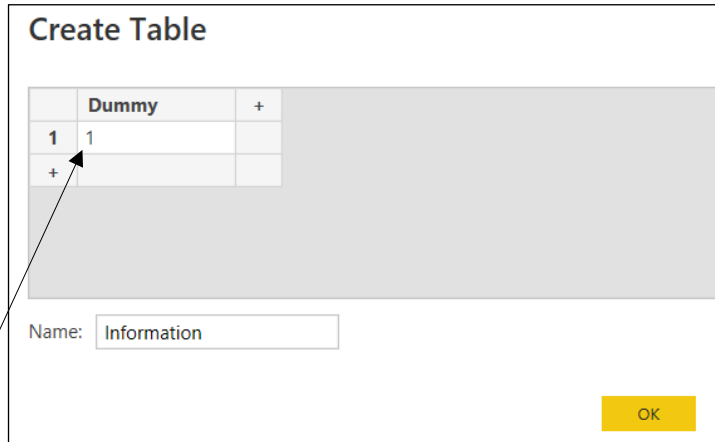 Create Table
Dummy +
1 1
+
Name: Information
OK